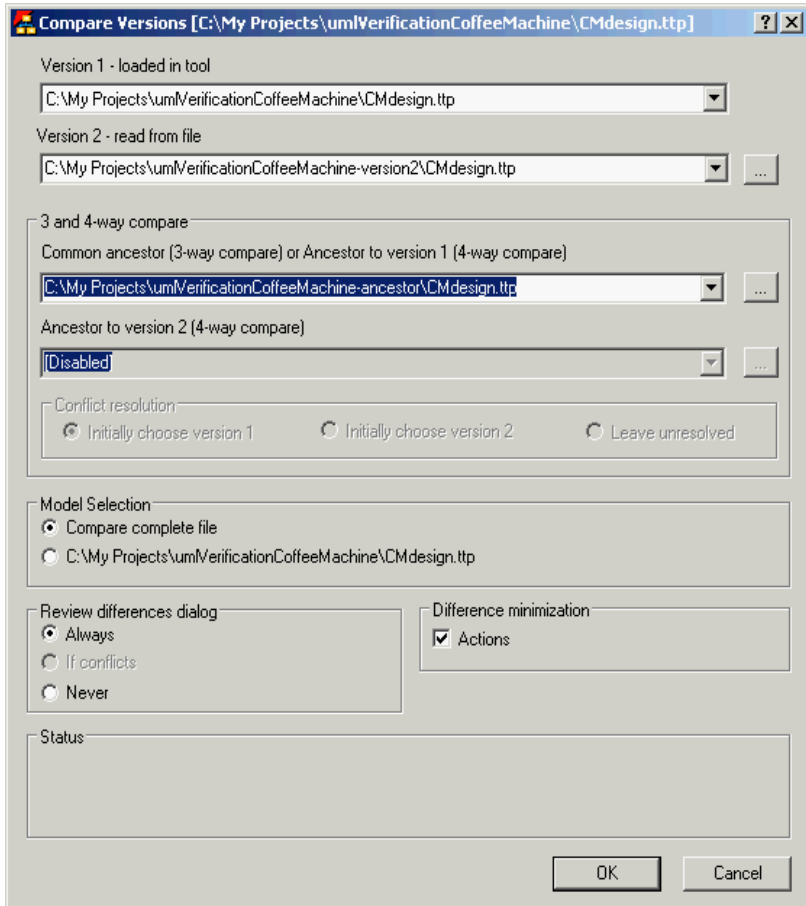 Compare Versions [C:\My Projects\umlVerificationCoffeeMachine\CMdesign.ttp]
Version 1 - loaded in tool
C:\My Projects\umlVerificationCoffeeMachine\CMdesign.ttp
Version 2 - read from file
C:\My Projects\umlVerificationCoffeeMachine-version2\CMdesign.ttp
...
3 and 4-way compare
Common ancestor (3-way compare) or Ancestor to version 1 (4-way compare)
C:\My Projects\umlVerificationCoffeeMachine-ancestor\CMdesign.ttp
...
Ancestor to version 2 (4-way compare)
[Disabled]
...
Conflict resolution
Initially choose version 1 Initially choose version 2 Leave unresolved
Model Selection
Compare complete file
C:\My Projects\umlVerificationCoffeeMachine\CMdesign.ttp
Review differences dialog
Always
If conflicts
Never
Difference minimization
Actions
Status
OK Cancel